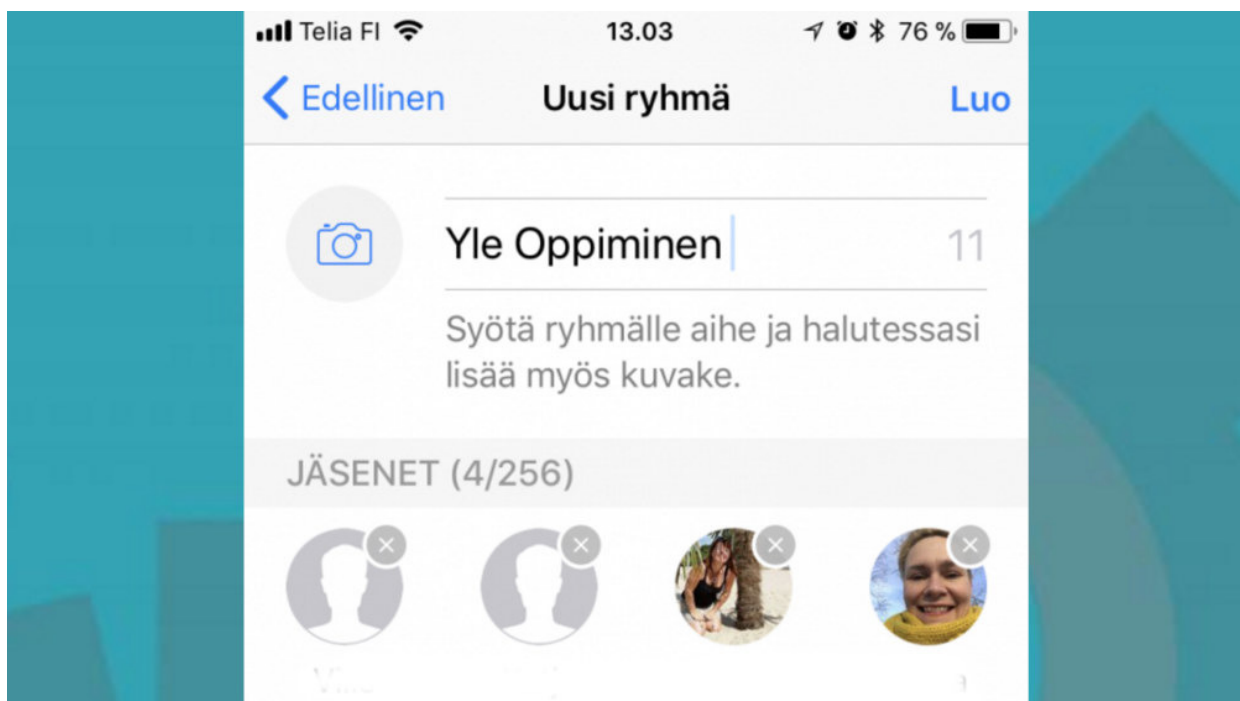 Telia FI 13.03 76 %
Edellinen Uusi ryhmä Luo
Yle Oppiminen 11
Syötä ryhmälle aihe ja halutessasi
lisää myös kuvake.
JÄSENET (4/256)